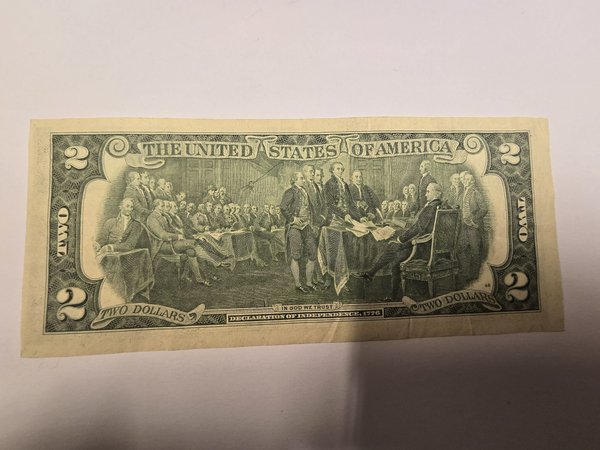 THE UNITED STATES OF AMERICA
2
2
TWO
TWO
2
2
TWO DOLLARS
IN GOD WE TRUST
TWO DOLLARS
DECLARATION OF INDEPENDENCE, 1776